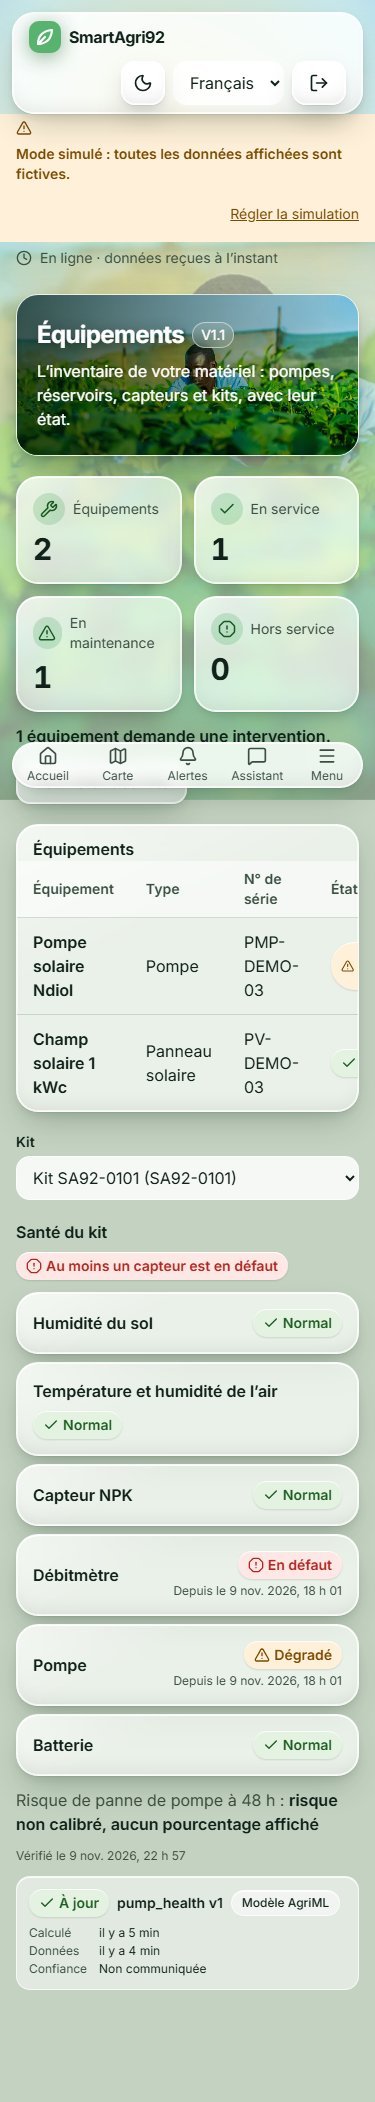 SmartAgri92
Français
Mode simulé : toutes les données affichées sont
fictives.
Régler la simulation
En ligne · données reçues à l’instant
Équipements V1.1
L’inventaire de votre matériel : pompes,
réservoirs, capteurs et kits, avec leur
état.
Équipements
2
En service
1
En
maintenance
1
Hors service
0
1 équipement demande une intervention.
Accueil
Carte
Alertes
Assistant
Menu
Équipements
Équipement
Type
N° de
série
État
Pompe
solaire
Ndiol
Pompe
PMP-
DEMO-
03
Champ
solaire 1
kWc
Panneau
solaire
PV-
DEMO-
03
Kit
Kit SA92-0101 (SA92-0101)
Santé du kit
Au moins un capteur est en défaut
Humidité du sol
Normal
Température et humidité de l’air
Normal
Capteur NPK
Normal
Débitmètre
En défaut
Depuis le 9 nov. 2026, 18 h 01
Pompe
Dégradé
Depuis le 9 nov. 2026, 18 h 01
Batterie
Normal
Risque de panne de pompe à 48 h : risque
non calibré, aucun pourcentage affiché
Vérifié le 9 nov. 2026, 22 h 57
À jour pump_health v1 Modèle AgriML
Calculé il y a 5 min
Données il y a 4 min
Confiance Non communiquée